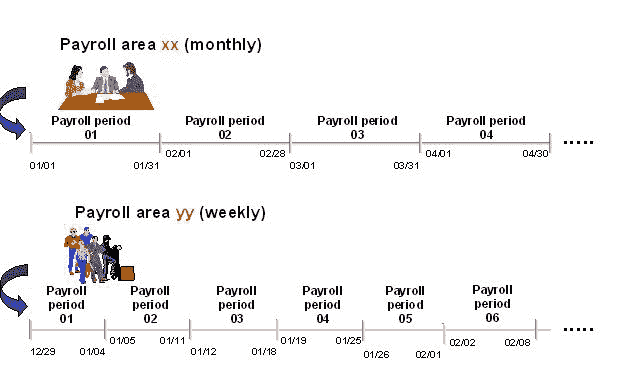 Payroll area xx (monthly)
Payroll period Payroll period Payroll period Payroll period
01 02 03 04
01/01 01/31 02/01 02/28 03/01 03/31 04/01 04/30
.....
Payroll area yy (weekly)
Payroll Payroll Payroll Payroll Payroll Payroll
period period period period period period
01 02 03 04 05 06
12/29 01/04 01/05 01/11 01/12 01/18 01/19 01/25 01/26 02/01 02/02 02/08
.....